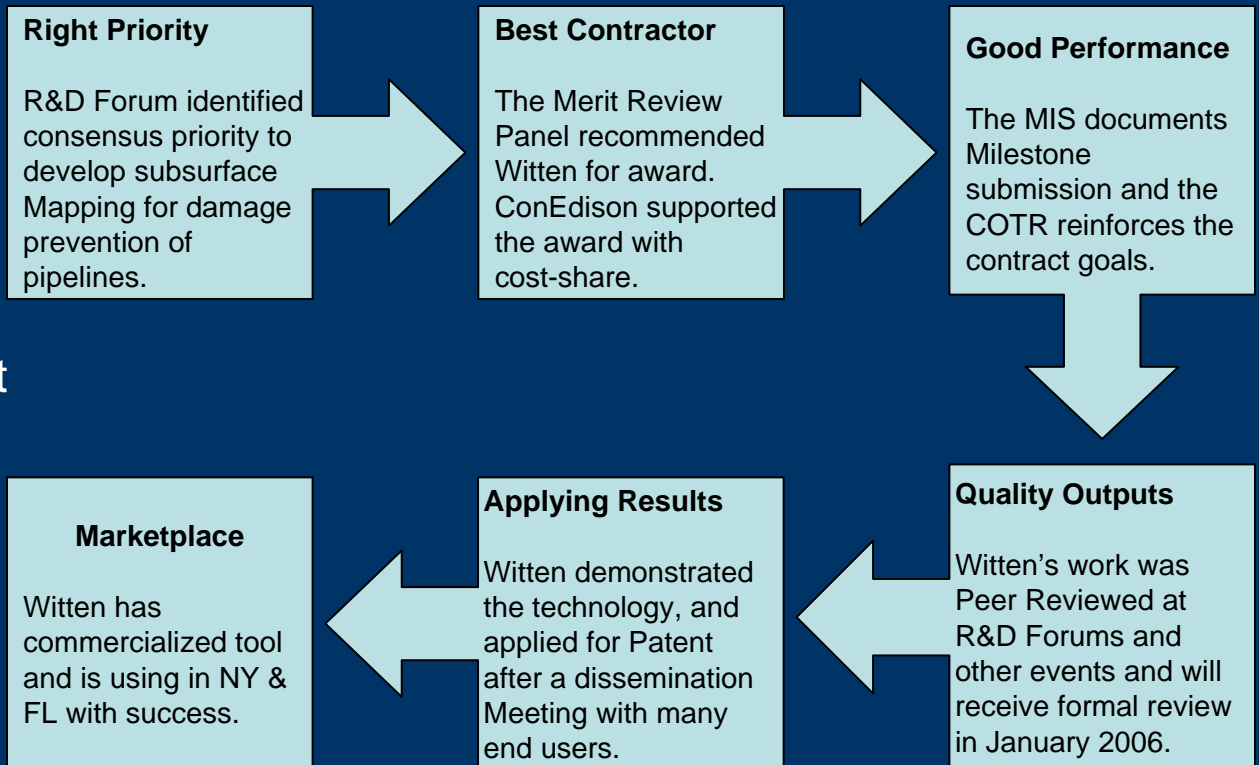 Right Priority
R&D Forum identified
consensus priority to
develop subsurface
Mapping for damage
prevention of
pipelines.
Best Contractor
The Merit Review
Panel recommended
Witten for award.
ConEdison supported
the award with
cost-share.
Good Performance
The MIS documents
Milestone
submission and the
COTR reinforces the
contract goals.
Quality Outputs
Witten’s work was
Peer Reviewed at
R&D Forums and
other events and will
receive formal review
in January 2006.
Applying Results
Witten demonstrated
the technology, and
applied for Patent
after a dissemination
Meeting with many
end users.
Marketplace
Witten has
commercialized tool
and is using in NY &
FL with success.
t